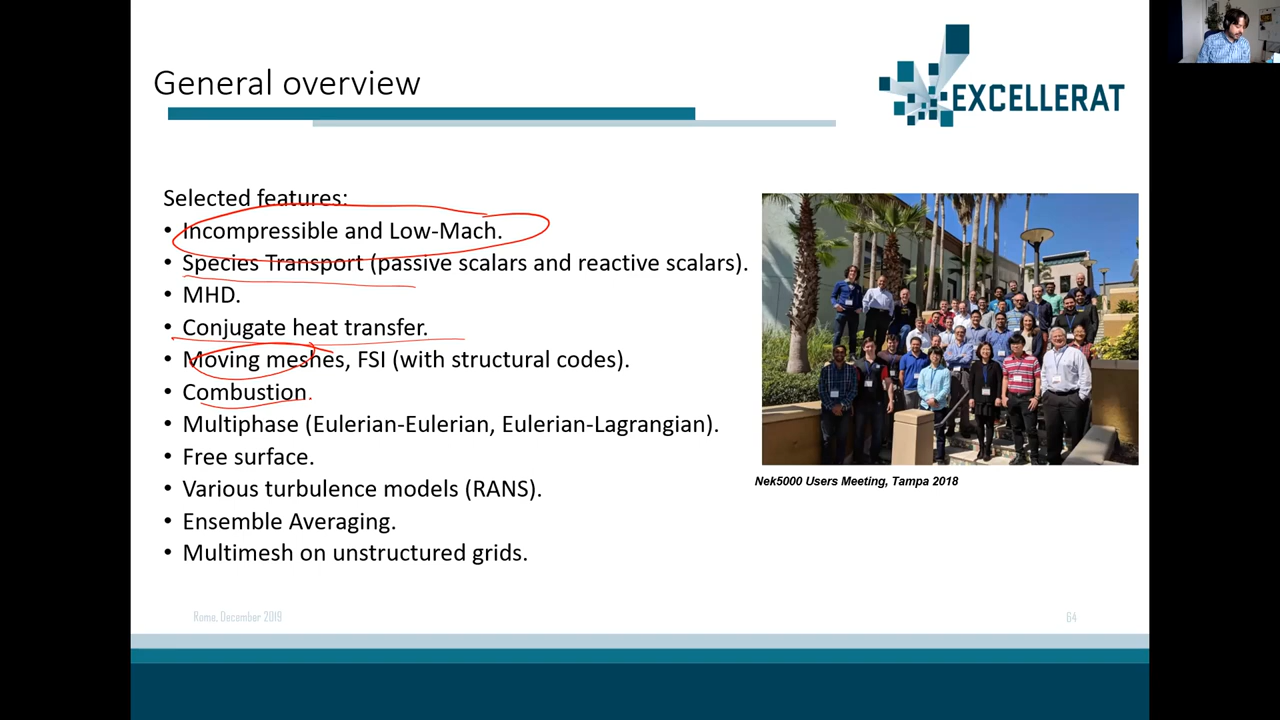 General overview
EXCELLERAT
Selected features:
• Incompressible and Low-Mach.
• Species Transport (passive scalars and reactive scalars).
• MHD.
• Conjugate heat transfer.
• Moving meshes, FSI (with structural codes).
• Combustion.
• Multiphase (Eulerian-Eulerian, Eulerian-Lagrangian).
• Free surface.
• Various turbulence models (RANS).
• Ensemble Averaging.
• Multimesh on unstructured grids.
Nek5000 Users Meeting, Tampa 2018
Rome, December 2019
64